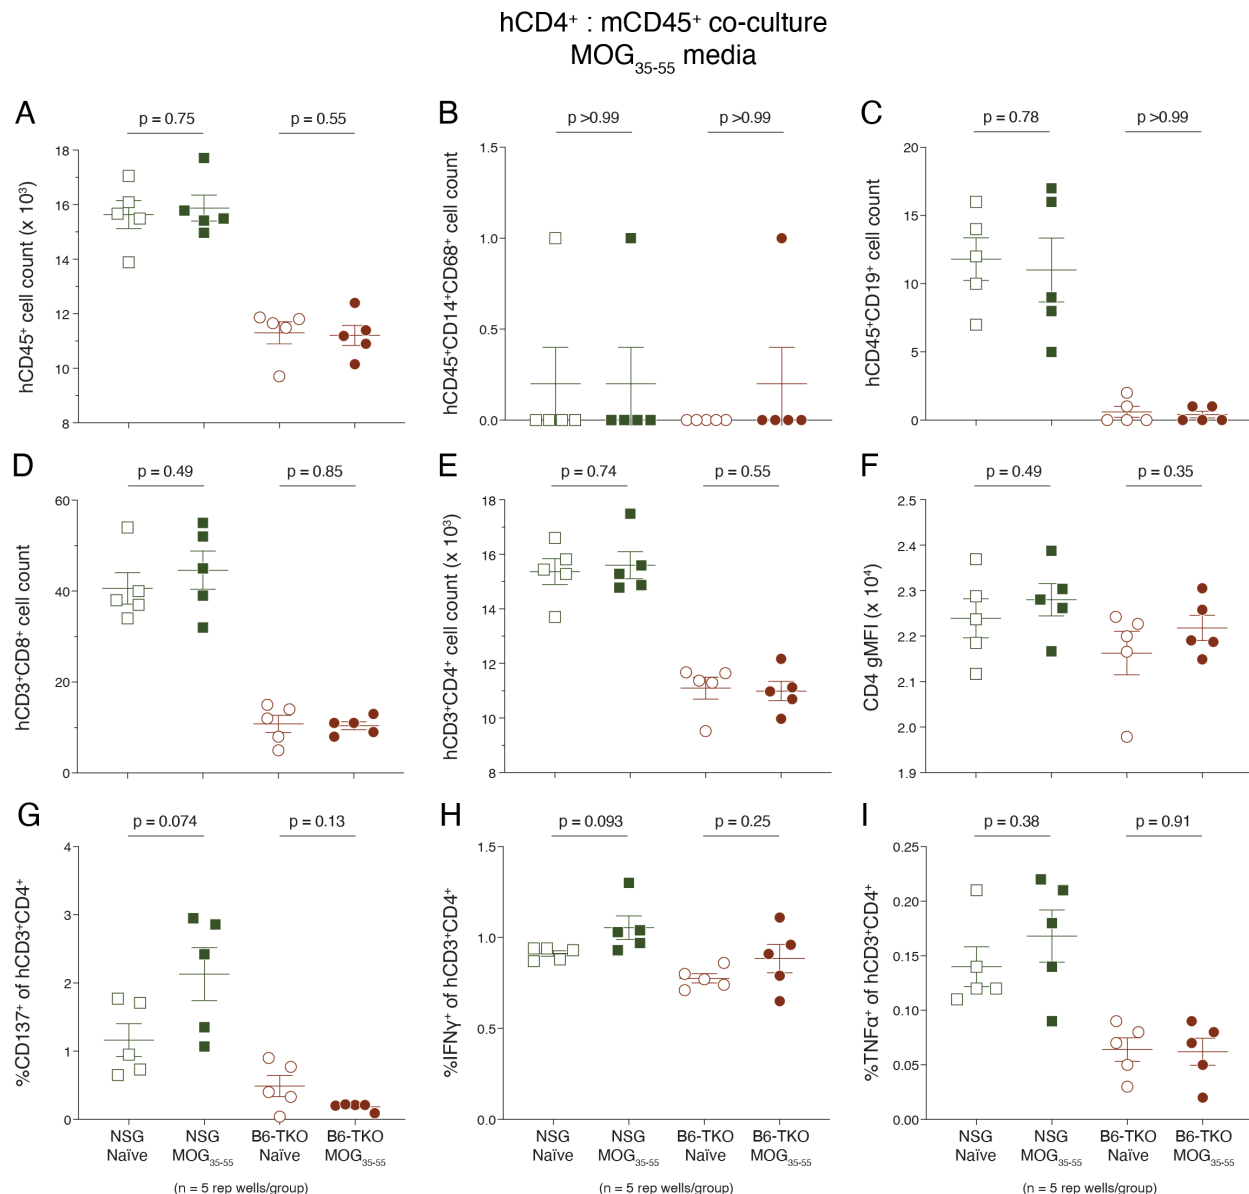 hCD4⁺ : mCD45⁺ co-culture
MOG₃₅₋₅₅ media
A
p = 0.75
p = 0.55
hCD45⁺ cell count (x 10³)
18
16
14
12
10
8
B
p >0.99
p >0.99
hCD45⁺CD14⁺CD68⁺ cell count
1.5
1.0
0.5
0.0
C
p = 0.78
p >0.99
hCD45⁺CD19⁺ cell count
20
15
10
5
0
D
p = 0.49
p = 0.85
hCD3⁺CD8⁺ cell count
60
40
20
0
E
p = 0.74
p = 0.55
hCD3⁺CD4⁺ cell count (x 10³)
18
16
14
12
10
8
F
p = 0.49
p = 0.35
CD4 gMFI (x 10⁴)
2.5
2.4
2.3
2.2
2.1
2.0
1.9
G
p = 0.074
p = 0.13
%CD137⁺ of hCD3⁺CD4⁺
4
3
2
1
0
NSG Naïve
NSG MOG₃₅₋₅₅
B6-TKO Naïve
B6-TKO MOG₃₅₋₅₅
(n = 5 rep wells/group)
H
p = 0.093
p = 0.25
%IFNγ⁺ of hCD3⁺CD4⁺
1.5
1.0
0.5
0.0
NSG Naïve
NSG MOG₃₅₋₅₅
B6-TKO Naïve
B6-TKO MOG₃₅₋₅₅
(n = 5 rep wells/group)
I
p = 0.38
p = 0.91
%TNFα⁺ of hCD3⁺CD4⁺
0.25
0.20
0.15
0.10
0.05
0.00
NSG Naïve
NSG MOG₃₅₋₅₅
B6-TKO Naïve
B6-TKO MOG₃₅₋₅₅
(n = 5 rep wells/group)